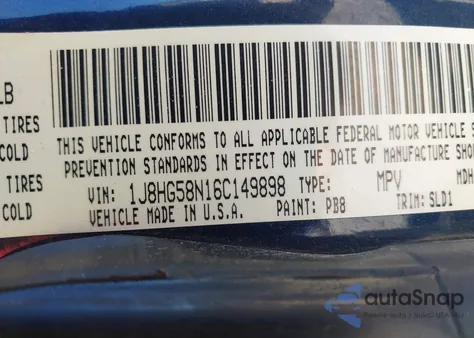 LB
TIRES
COLD
TIRES
COLD
THIS VEHICLE CONFORMS TO ALL APPLICABLE FEDERAL MOTOR VEHICLE S
PREVENTION STANDARDS IN EFFECT ON THE DATE OF MANUFACTURE SHO
VIN: 1J8HG58N16C149898 TYPE: MPV MDH
VEHICLE MADE IN U.S.A. PAINT: PB8 TRIM: SLD1
autoSnap